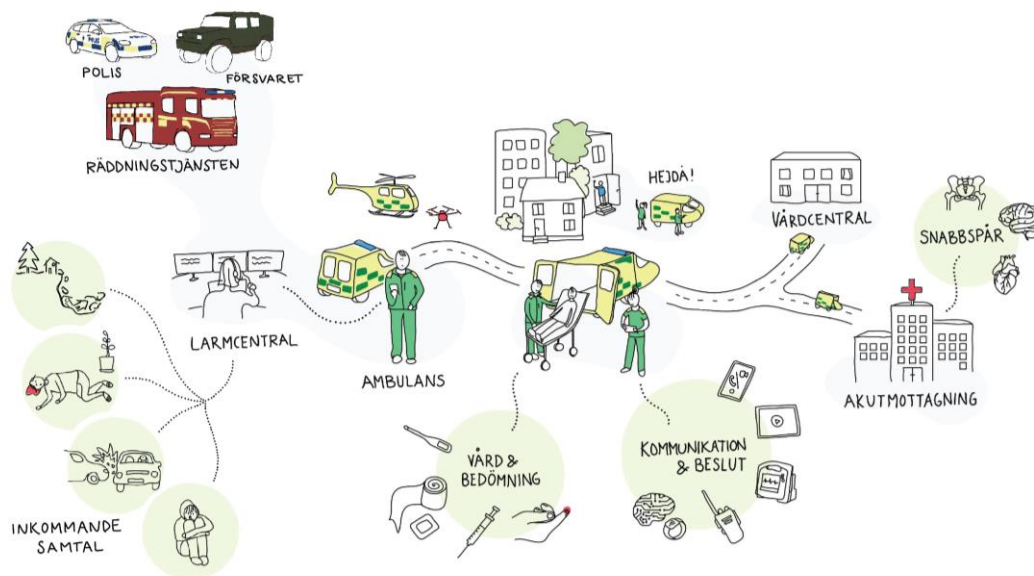 POLIS
FÖRSVARET
RÄDDNINGSTJÄNSTEN
HEJDÅ!
VÅRDCENTRAL
SNABBSPÅR
LARMCENTRAL
AMBULANS
AKUTMOTTAGNING
VÅRD &
BEDÖMNING
KOMMUNIKATION
& BESLUT
INKOMMANDE
SAMTAL